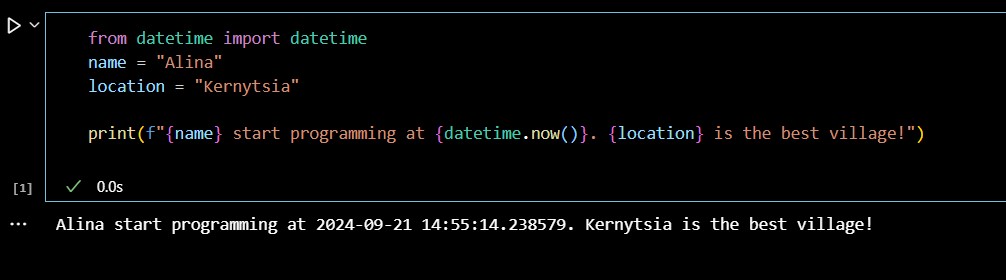 from datetime import datetime
name = "Alina"
location = "Kernytsia"
print(f"{name} start programming at {datetime.now()}. {location} is the best village!")
[1]
0.0s
Alina start programming at 2024-09-21 14:55:14.238579. Kernytsia is the best village!